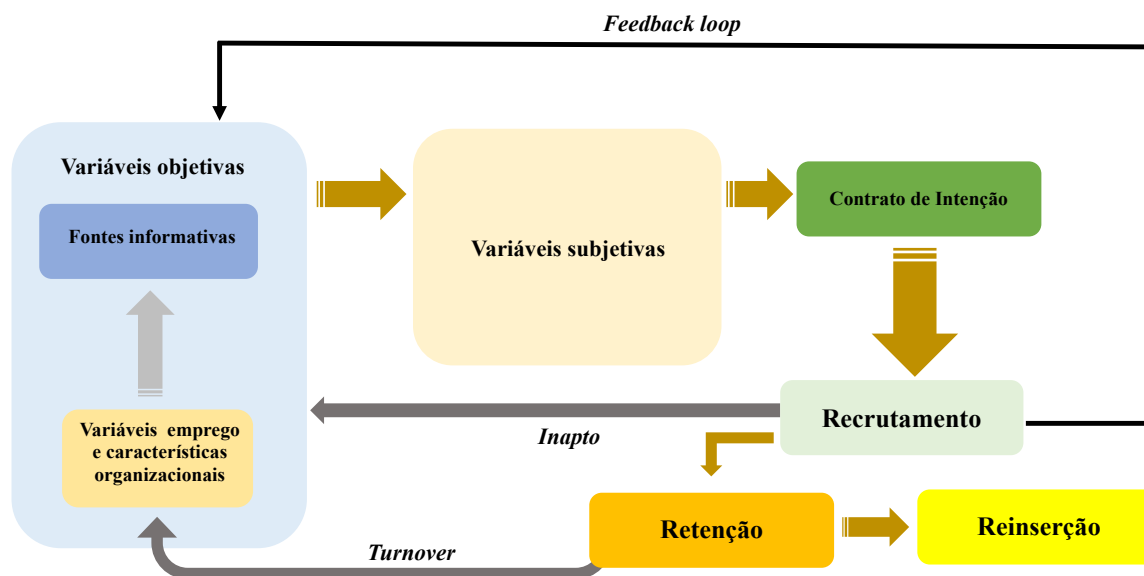 Feedback loop
Variáveis objetivas
Fontes informativas
Variáveis emprego
e características
organizacionais
Variáveis subjetivas
Contrato de Intenção
Recrutamento
Inapto
Retenção
Reinserção
Turnover